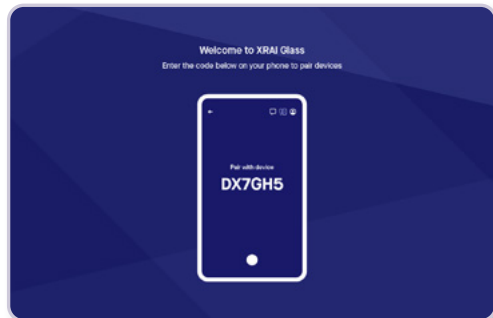 Welcome to XRAI Glass
Enter the code below on your phone to pair devices
Pair with device
DX7GH5